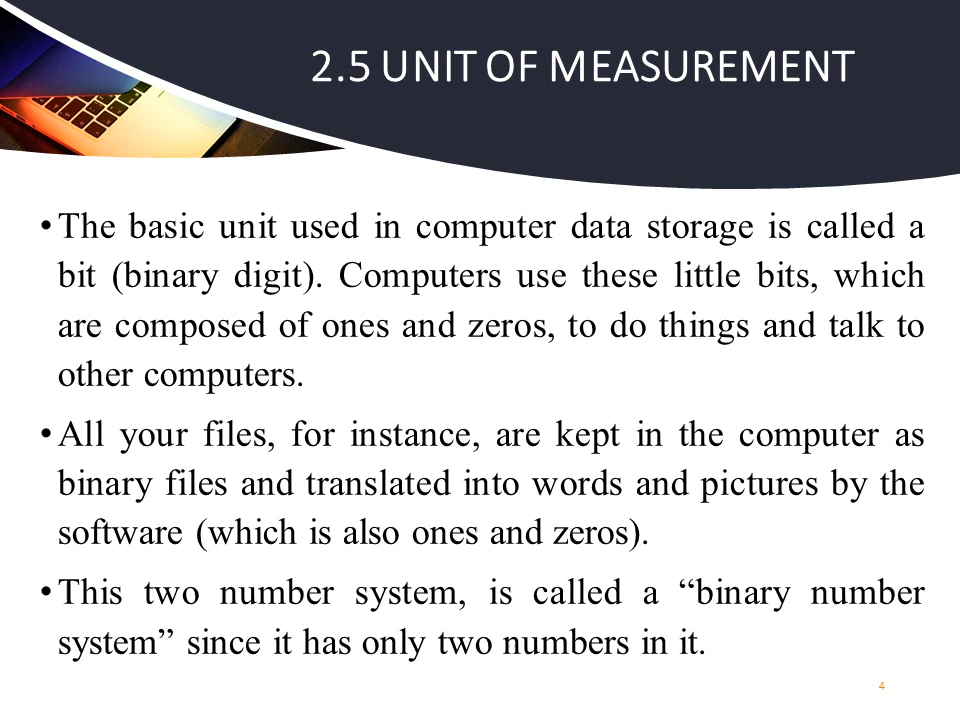 2.5 UNIT OF MEASUREMENT
• The basic unit used in computer data storage is called a
bit (binary digit). Computers use these little bits, which
are composed of ones and zeros, to do things and talk to
other computers.
• All your files, for instance, are kept in the computer as
binary files and translated into words and pictures by the
software (which is also ones and zeros).
• This two number system, is called a “binary number
system” since it has only two numbers in it.
4